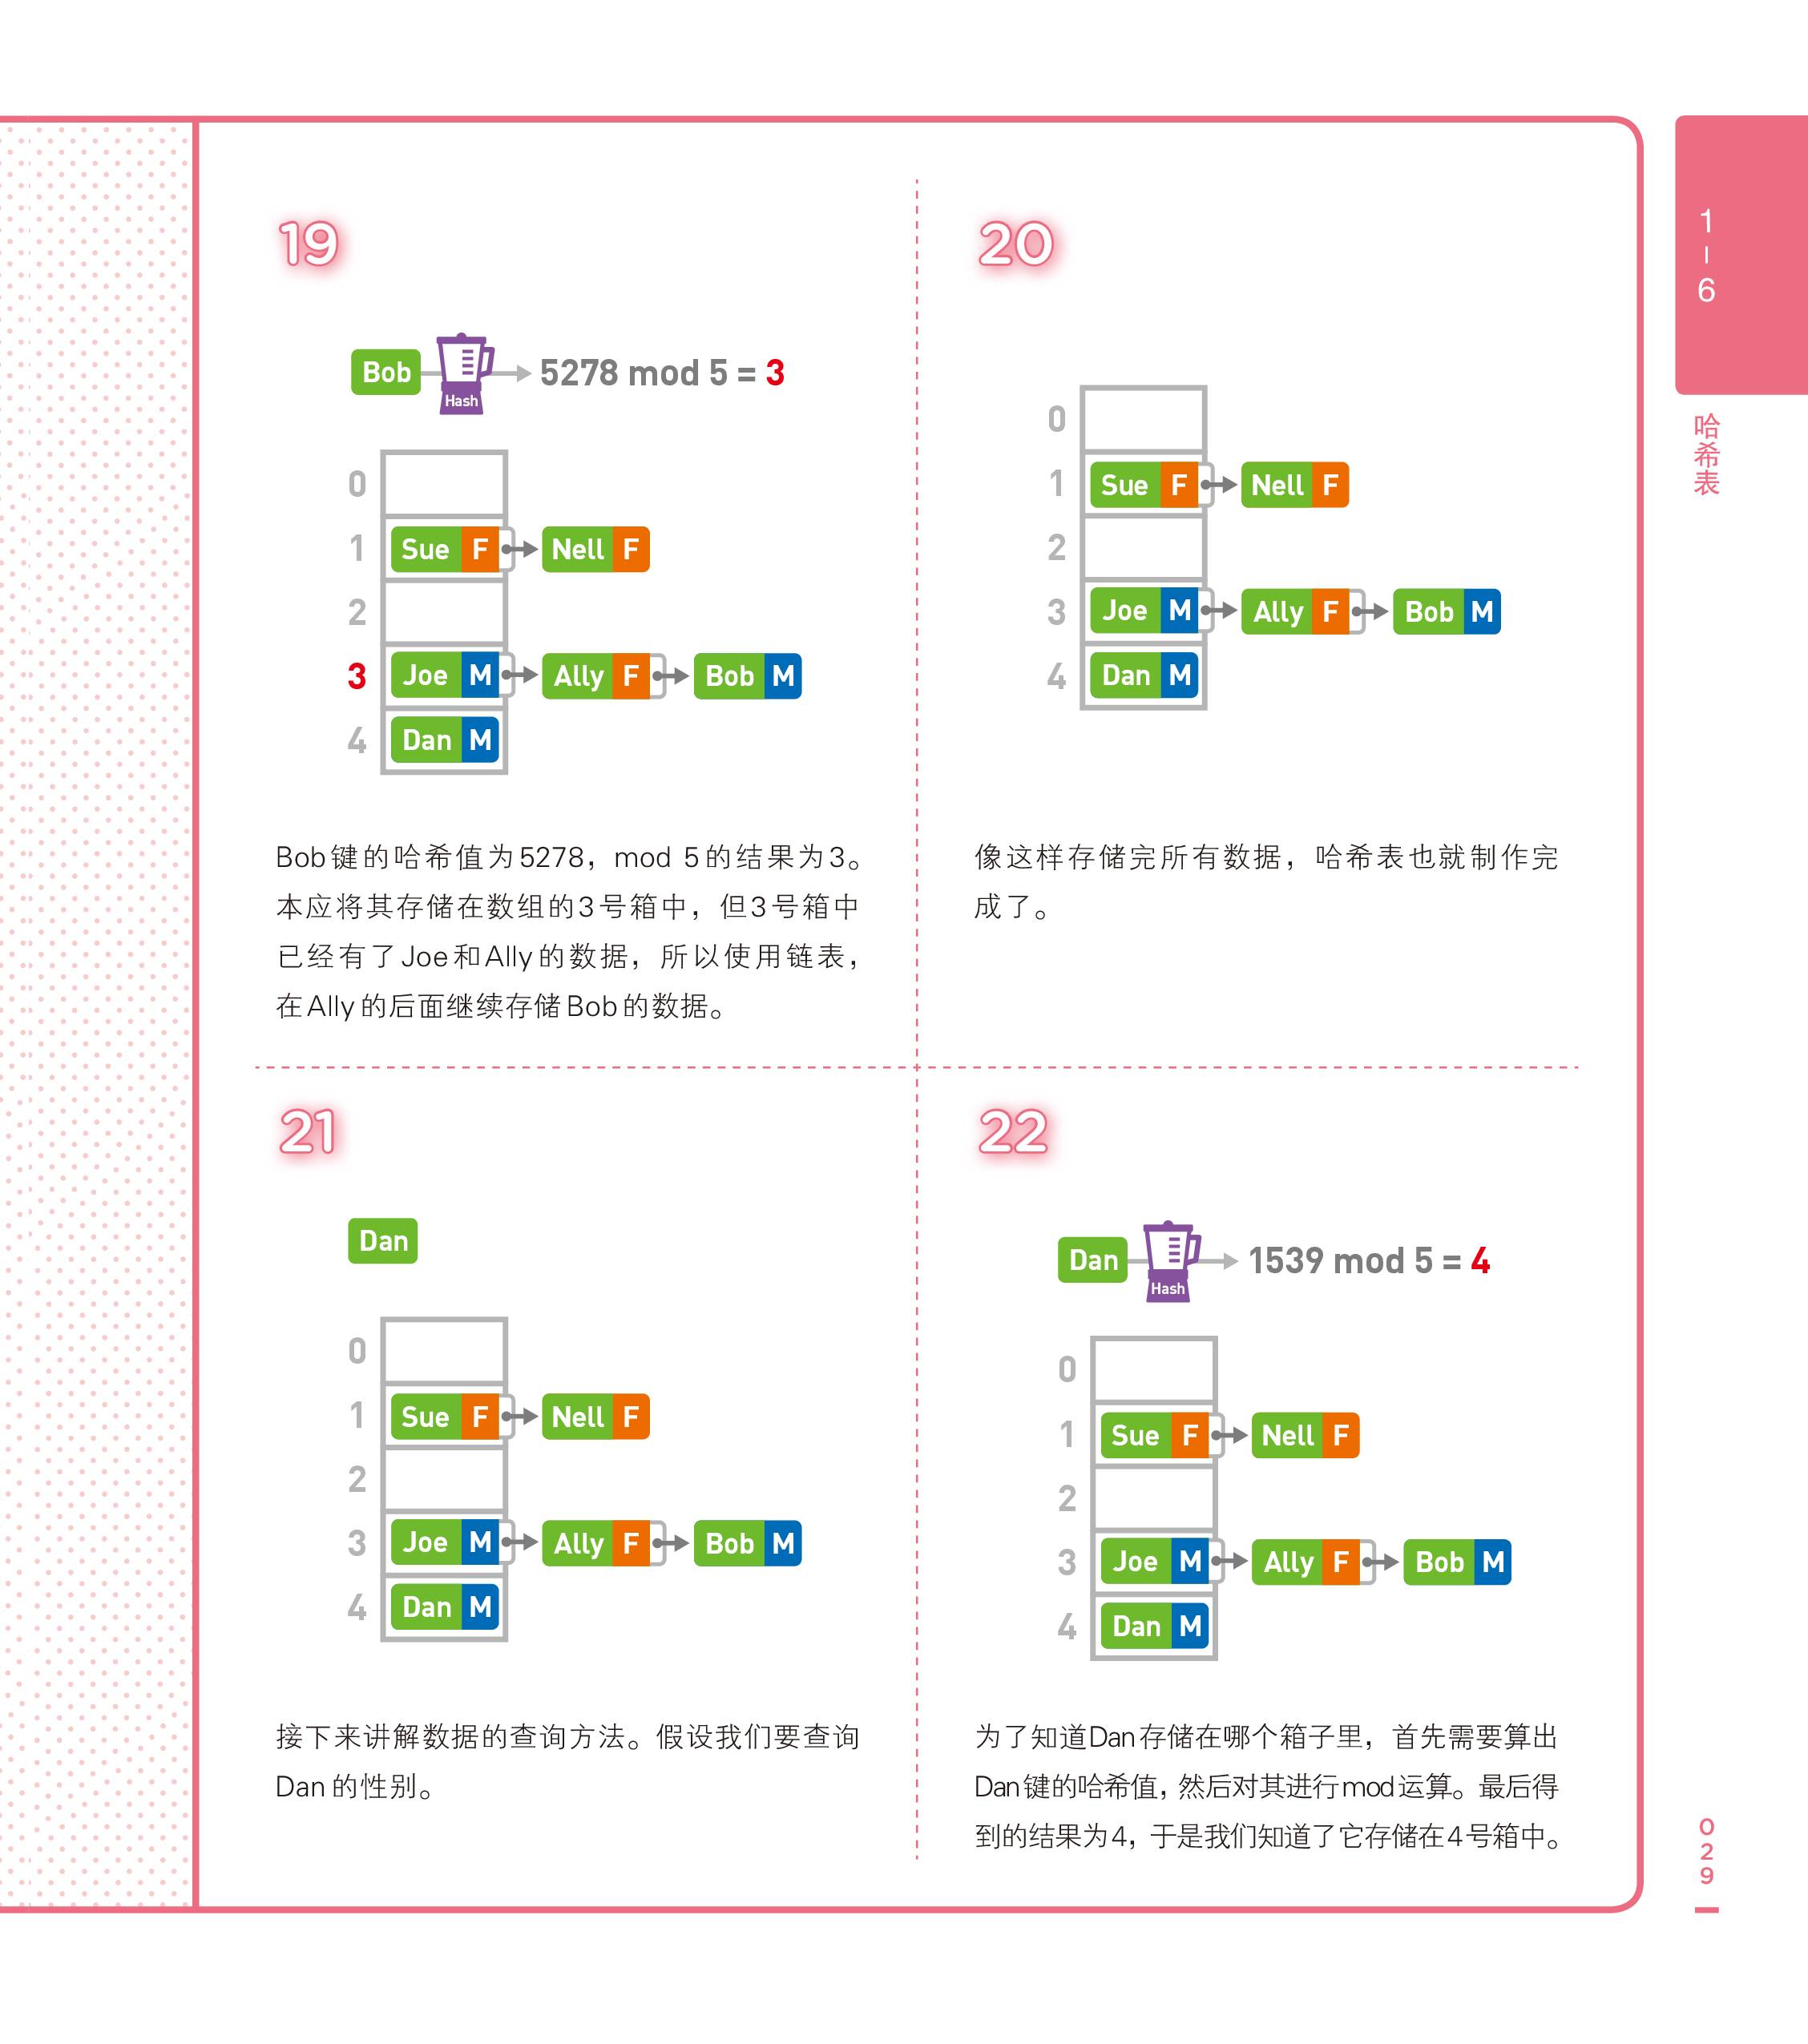 19
Bob Hash 5278 mod 5 = 3
0
1 Sue F Nell F
2
3 Joe M Ally F Bob M
4 Dan M
Bob键的哈希值为5278，mod 5的结果为3。
本应将其存储在数组的3号箱中，但3号箱中
已经有了Joe和Ally的数据，所以使用链表，
在Ally的后面继续存储Bob的数据。
20
0
1 Sue F Nell F
2
3 Joe M Ally F Bob M
4 Dan M
像这样存储完所有数据，哈希表也就制作完
成了。
21
Dan
0
1 Sue F Nell F
2
3 Joe M Ally F Bob M
4 Dan M
接下来讲解数据的查询方法。假设我们要查询
Dan的性别。
22
Dan Hash 1539 mod 5 = 4
0
1 Sue F Nell F
2
3 Joe M Ally F Bob M
4 Dan M
为了知道Dan存储在哪个箱子里，首先需要算出
Dan键的哈希值，然后对其进行mod运算。最后得
到的结果为4，于是我们知道了它存储在4号箱中。
1-6
哈希表
029